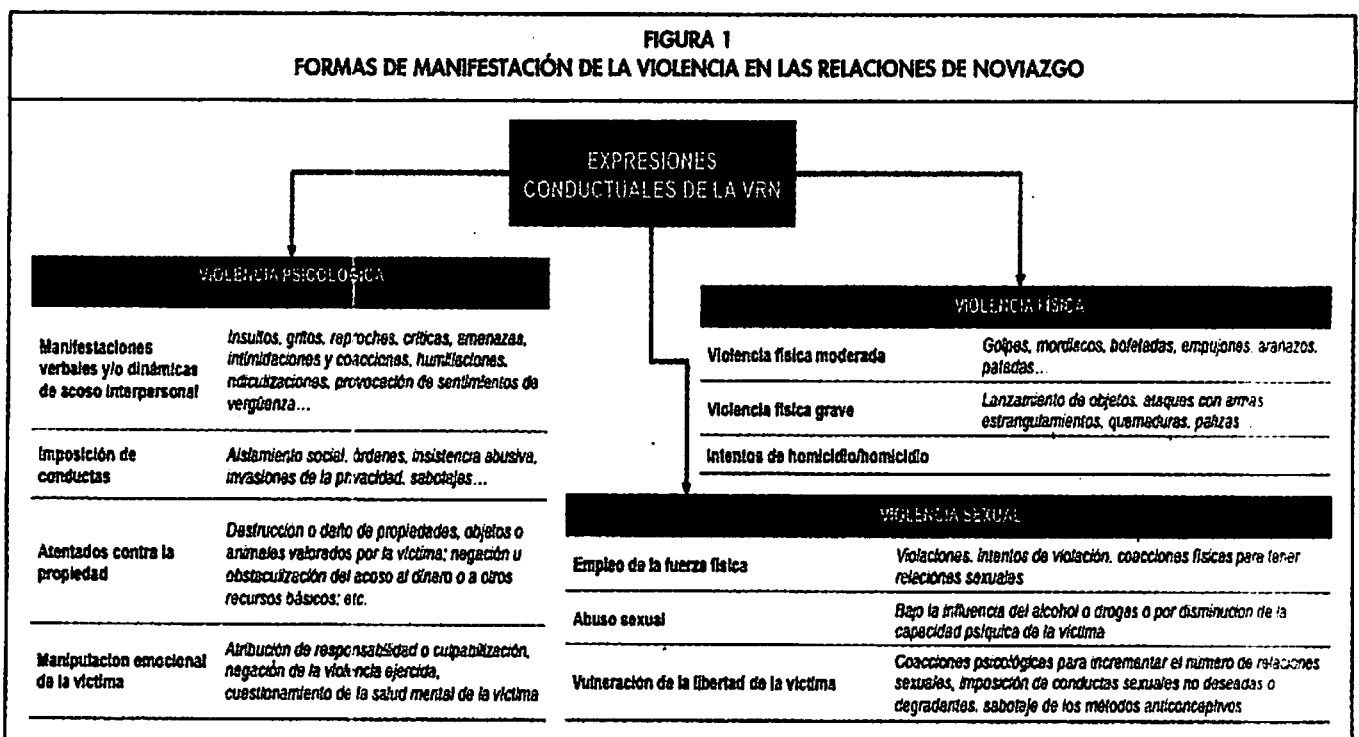 FIGURA 1
FORMAS DE MANIFESTACIÓN DE LA VIOLENCIA EN LAS RELACIONES DE NOVIAZGO
EXPRESIONES
CONDUCTUALES DE LA VRN
VIOLENCIA PSICOLOGICA
Manifestaciones
verbales y/o dinámicas
de acoso interpersonal
Insultos, gritos, reproches, críticas, amenazas,
intimidaciones y coacciones, humillaciones,
ridiculizaciones, provocación de sentimientos de
vergüenza...
Imposición de
conductas
Aislamiento social, órdenes, insistencia abusiva,
invasiones de la privacidad, sabotajes...
Atentados contra la
propiedad
Destrucción o daño de propiedades, objetos o
animales valorados por la víctima; negación u
obstaculización del acoso al dinero o a otros
recursos básicos; etc.
Manipulacion emocional
de la víctima
Atribución de responsabilidad o culpabilización,
negación de la violencia ejercida,
cuestionamiento de la salud mental de la víctima
VIOLENCIA FÍSICA
Violencia física moderada
Golpes, mordiscos, bofetadas, empujones, arañazos,
patadas...
Violencia física grave
Lanzamiento de objetos, ataques con armas
estrangulamientos, quemaduras, palizas
Intentos de homicidio/homicidio
VIOLENCIA SEXUAL
Empleo de la fuerza física
Violaciones, intentos de violación, coacciones físicas para tener
relaciones sexuales
Abuso sexual
Bajo la influencia del alcohol o drogas o por disminucion de la
capacidad psíquica de la víctima
Vulneración de la libertad de la víctima
Coacciones psicológicas para incrementar el número de relaciones
sexuales, imposición de conductas sexuales no deseadas o
degradantes, sabotaje de los métodos anticonceptivos